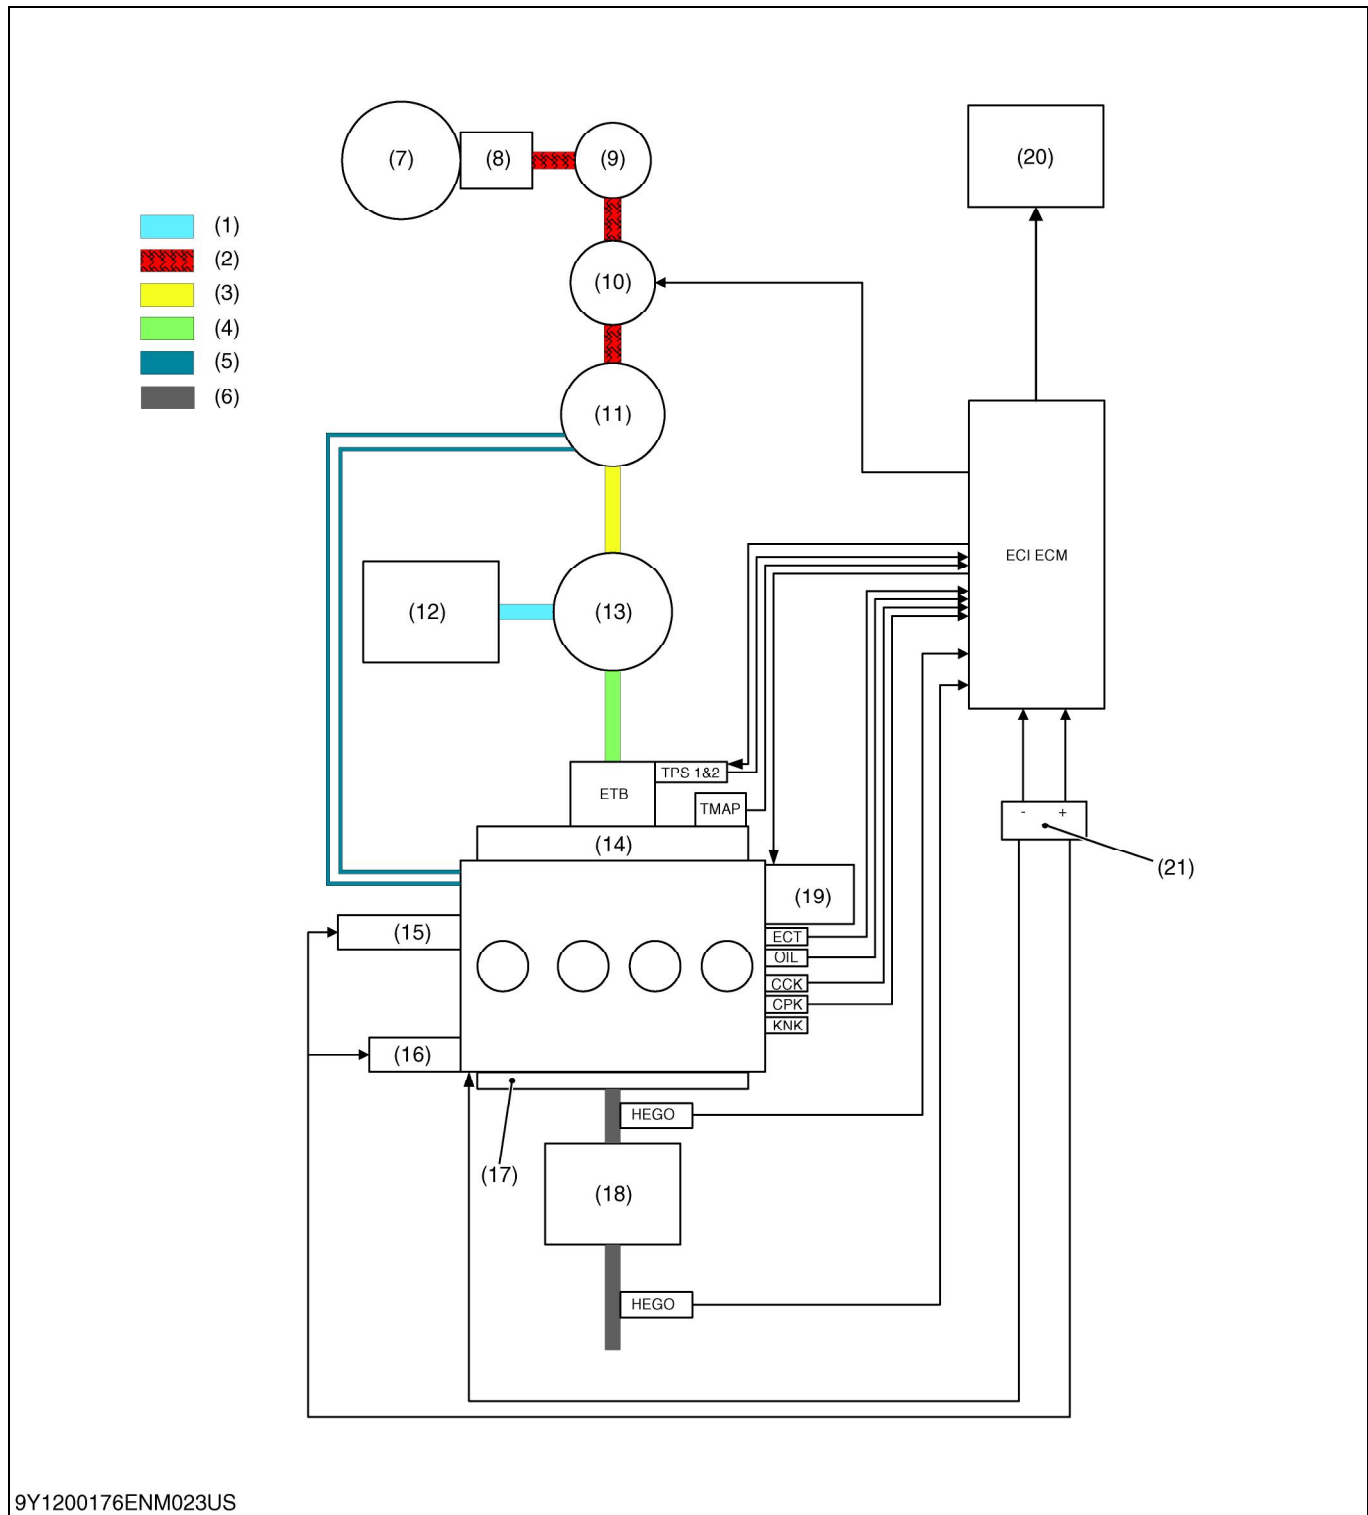 (7)
(8)
(9)
(20)
(1)
(2)
(3)
(4)
(5)
(6)
(10)
(11)
ECI ECM
(12)
(13)
TPS 1&2
ETB
TMAP
- +
(14)
(21)
(19)
(15)
ECT
OIL
CCK
CPK
KNK
(16)
HEGO
(17)
(18)
HEGO
9Y1200176ENM023US